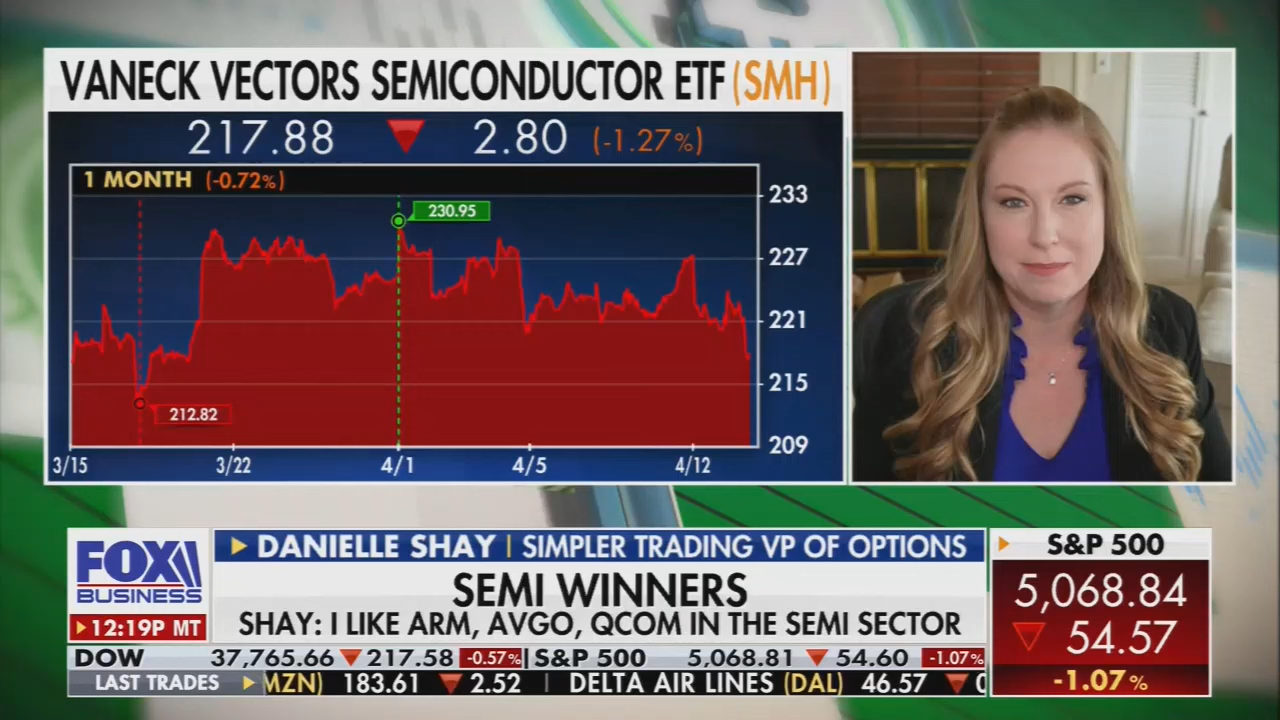 VANECK VECTORS SEMICONDUCTOR ETF (SMH)
217.88 ▼ 2.80 (-1.27%)
1 MONTH (-0.72%)
230.95
212.82
233
227
221
215
209
3/15 3/22 4/1 4/5 4/12
DANIELLE SHAY | SIMPLER TRADING VP OF OPTIONS
SEMI WINNERS
SHAY: I LIKE ARM, AVGO, QCOM IN THE SEMI SECTOR
FOX
BUSINESS
12:19P MT
S&P 500
5,068.84
▼ 54.57
-1.07%
DOW 37,765.66 ▼ 217.58 -0.57% S&P 500 5,068.81 ▼ 54.60 -1.07%
LAST TRADES MZN) 183.61 ▼ 2.52 | DELTA AIR LINES (DAL) 46.57 ▼